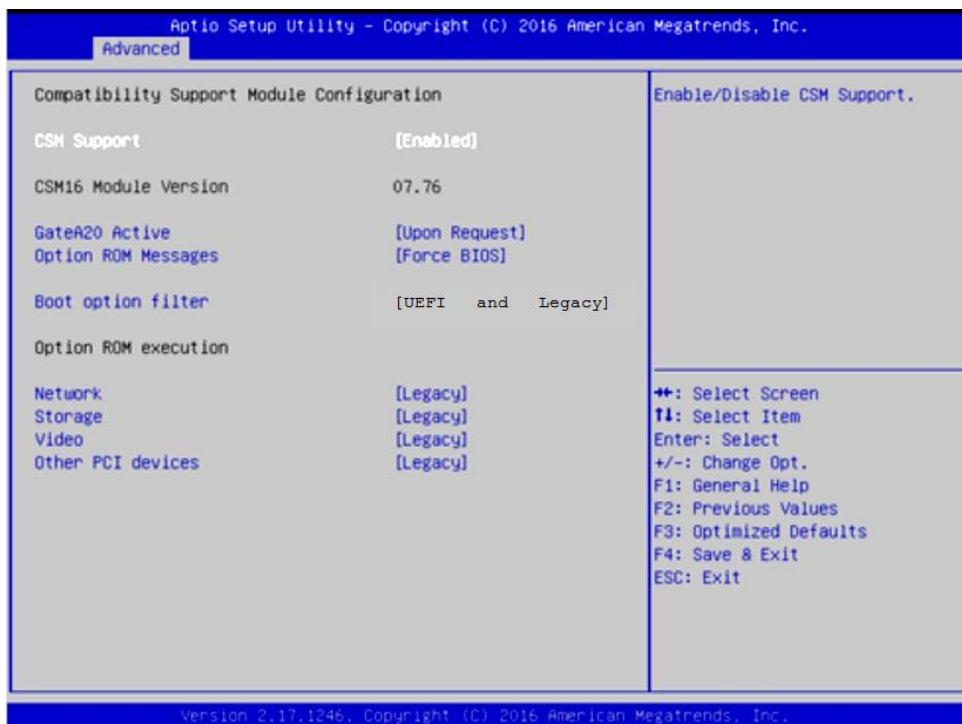 Aptio Setup Utility – Copyright (C) 2016 American Megatrends, Inc.
Advanced
Compatibility Support Module Configuration
CSM Support [Enabled]
CSM16 Module Version 07.76
GateA20 Active [Upon Request]
Option ROM Messages [Force BIOS]
Boot option filter [UEFI and Legacy]
Option ROM execution
Network [Legacy]
Storage [Legacy]
Video [Legacy]
Other PCI devices [Legacy]
Enable/Disable CSM Support.
→←: Select Screen
↑↓: Select Item
Enter: Select
+/-: Change Opt.
F1: General Help
F2: Previous Values
F3: Optimized Defaults
F4: Save & Exit
ESC: Exit
Version 2.17.1246. Copyright (C) 2016 American Megatrends, Inc.